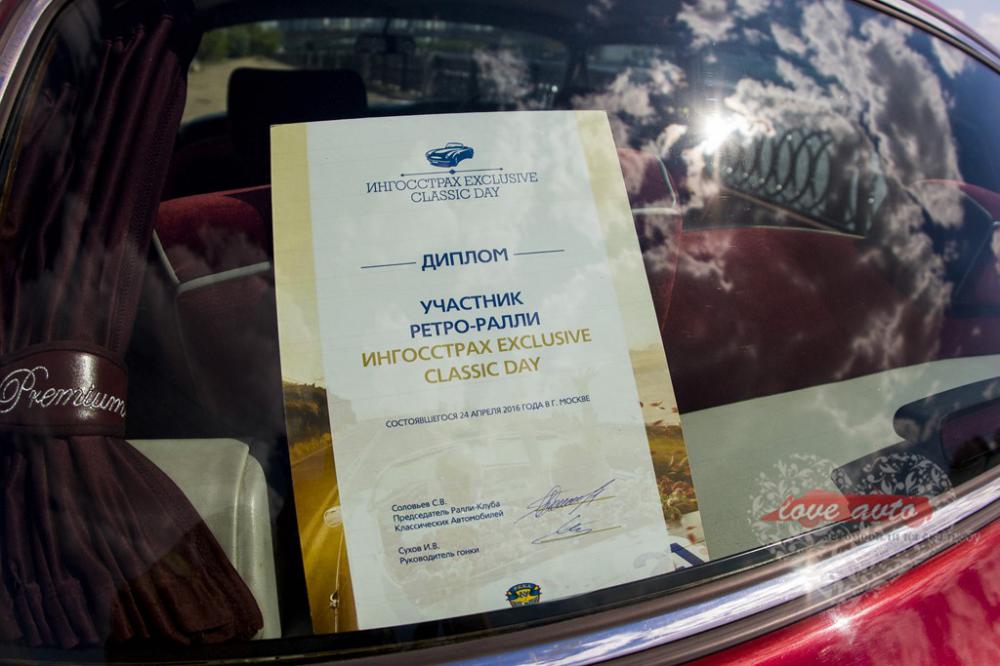 ИНГОССТРАХ EXCLUSIVE
CLASSIC DAY
ДИПЛОМ
УЧАСТНИК
РЕТРО-РАЛЛИ
ИНГОССТРАХ EXCLUSIVE
CLASSIC DAY
СОСТОЯВШЕГОСЯ 24 АПРЕЛЯ 2016 ГОДА В Г. МОСКВЕ
Соловьев С.В.
Председатель Ралли-Клуба
Классических Автомобилей
Сухов И.В.
Руководитель гонки
Premium
love auto